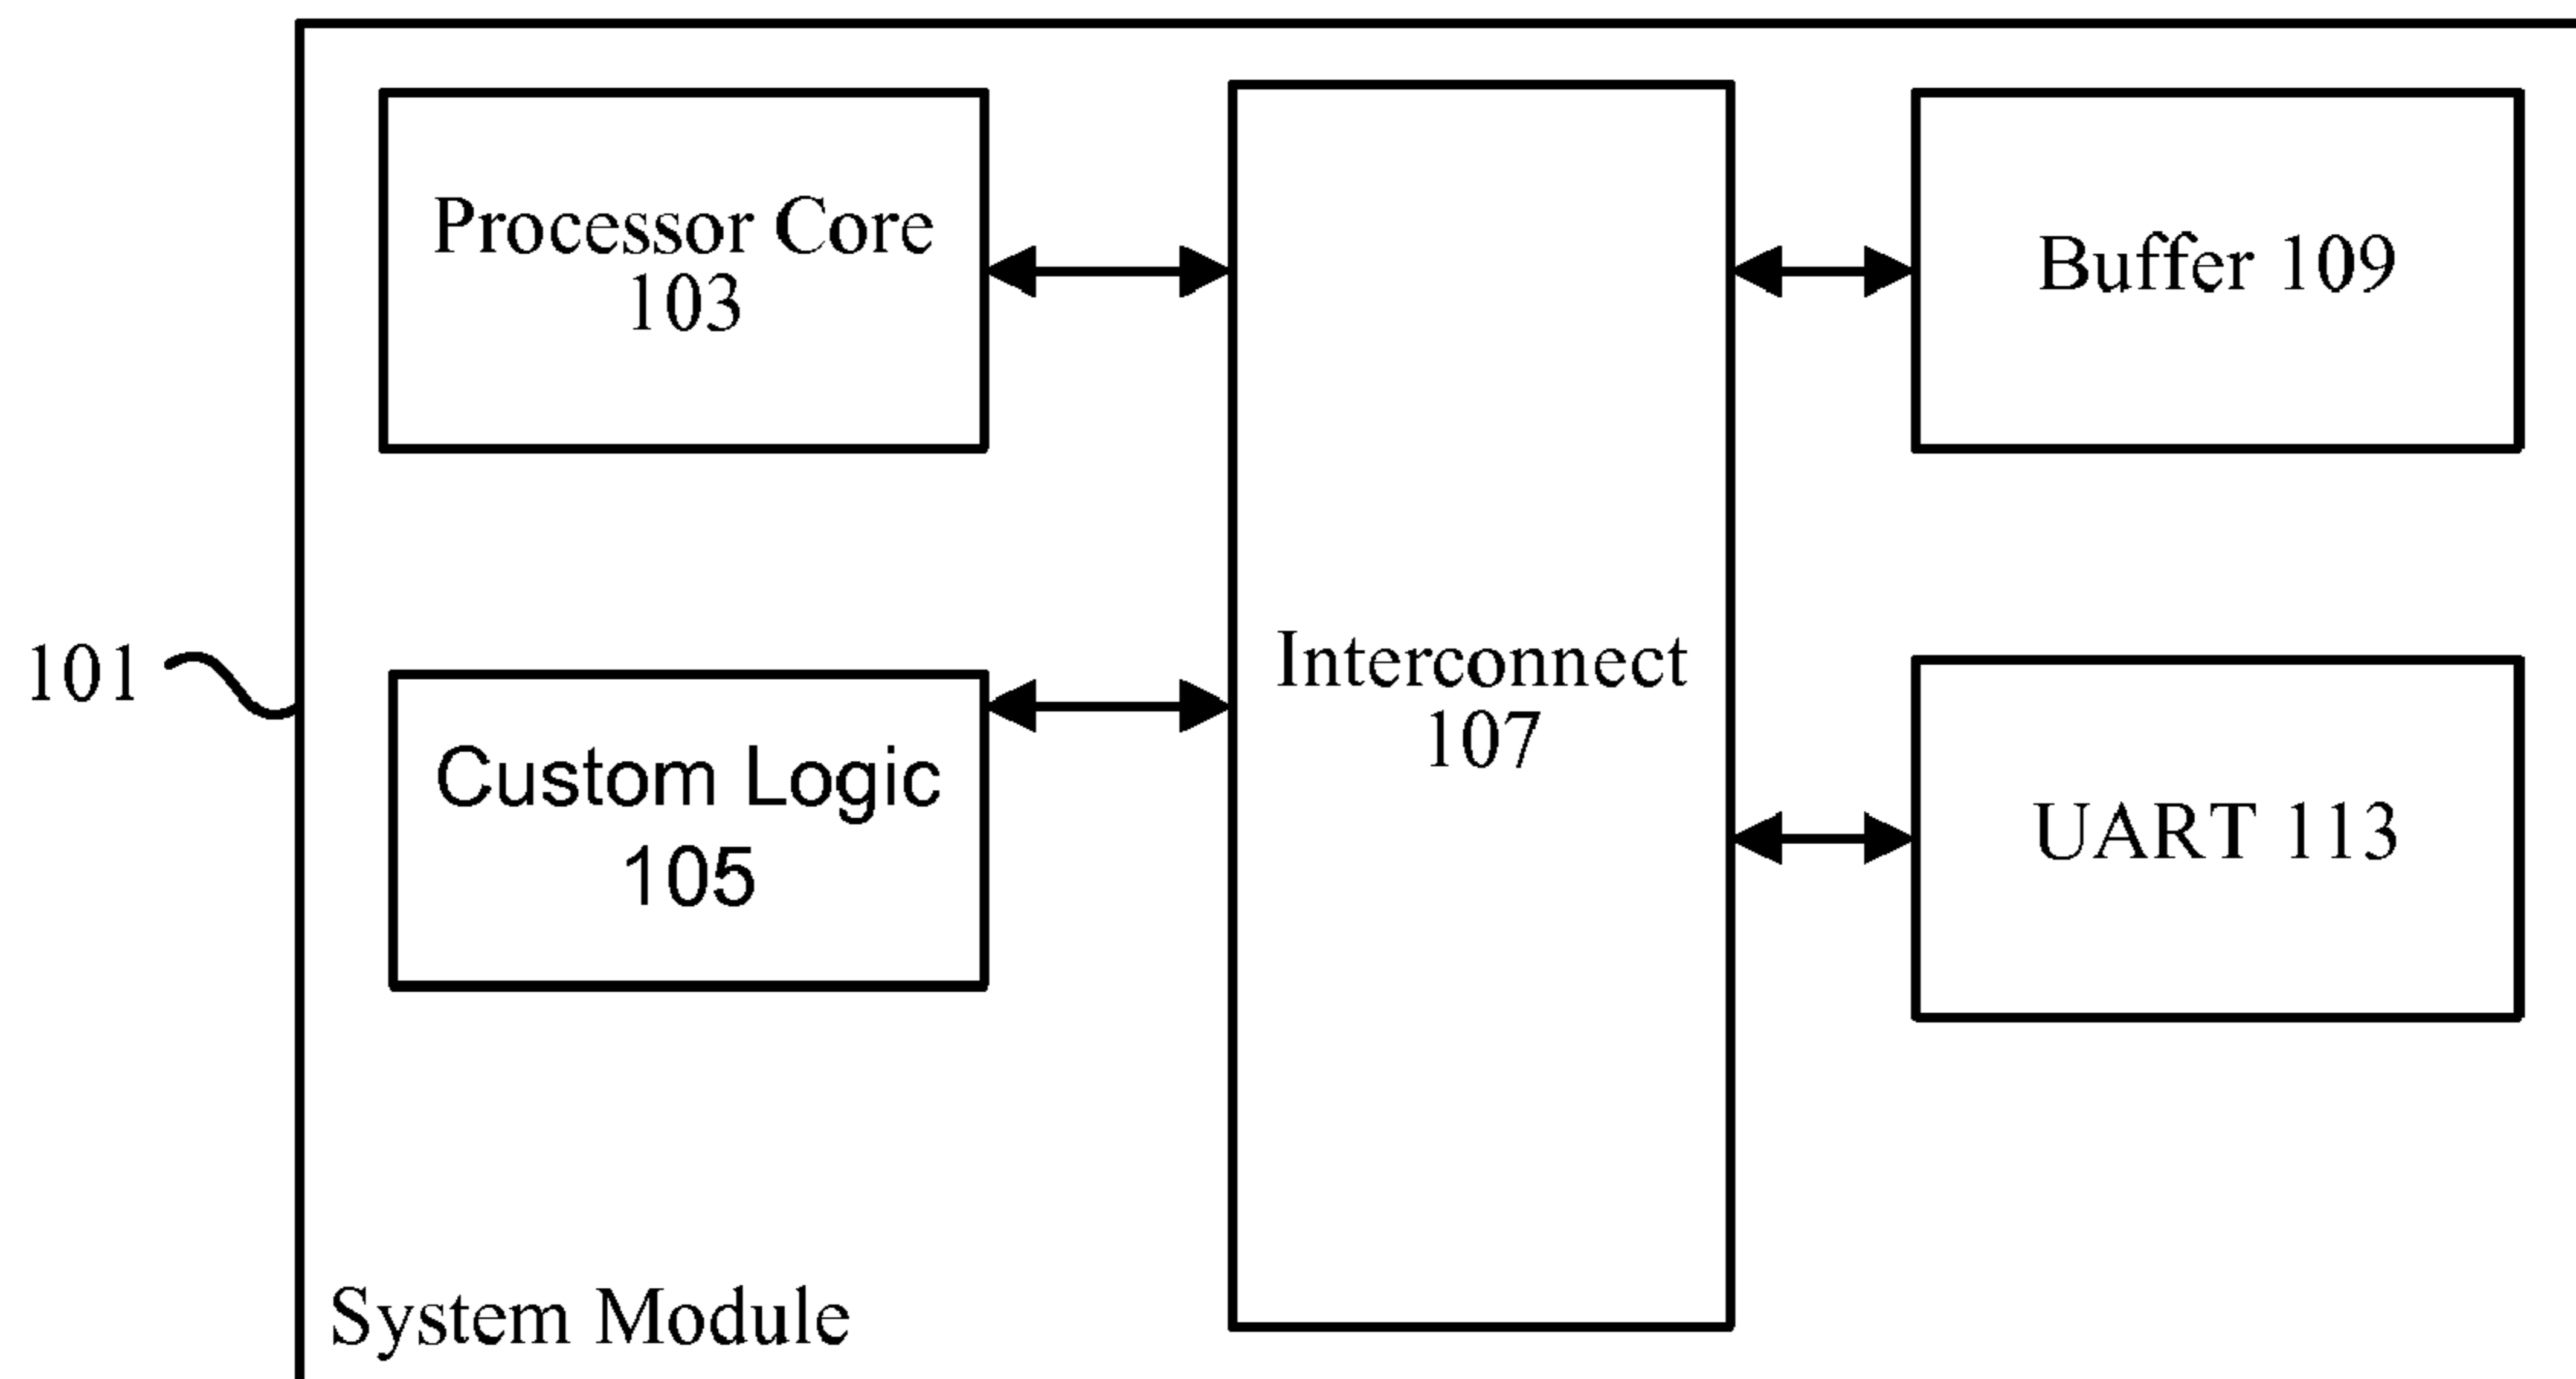 Processor Core
103
Buffer 109
101
Interconnect
107
Custom Logic
105
UART 113
System Module